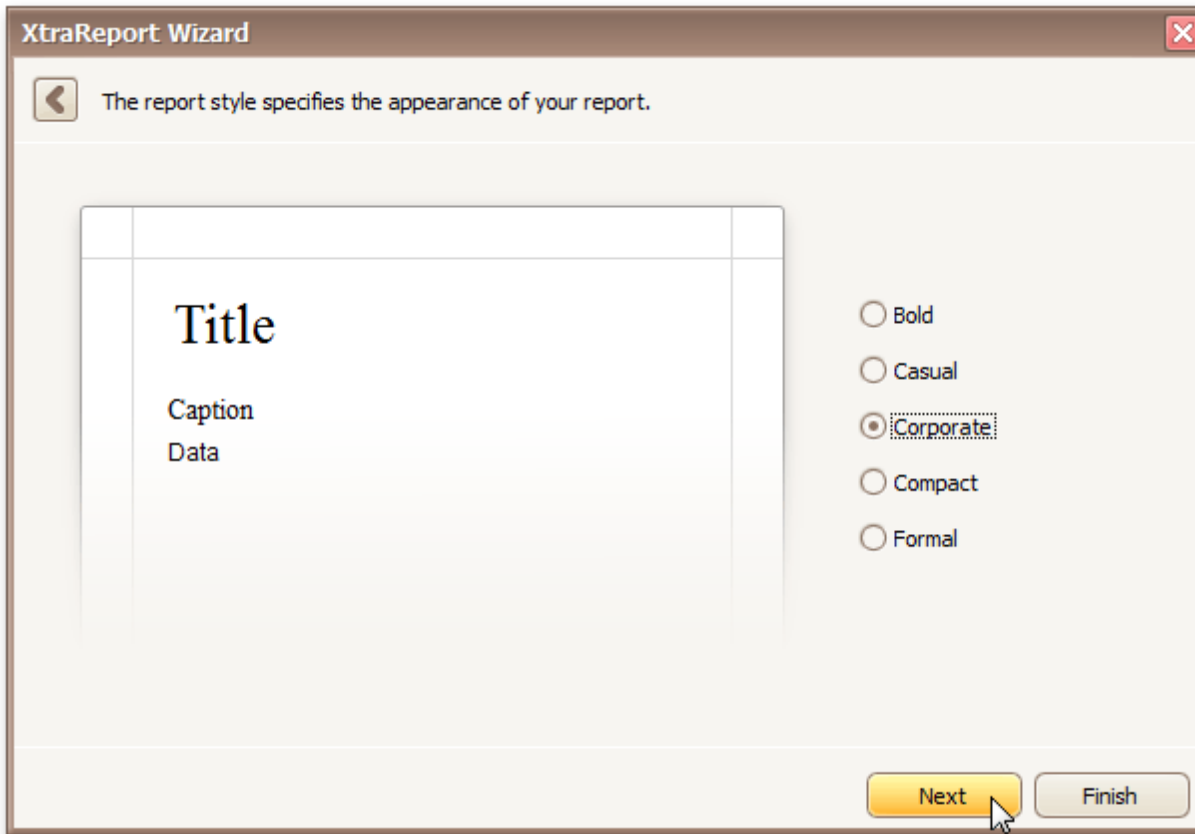 XtraReport Wizard
The report style specifies the appearance of your report.
Title
Caption
Data
Bold
Casual
Corporate
Compact
Formal
Next
Finish